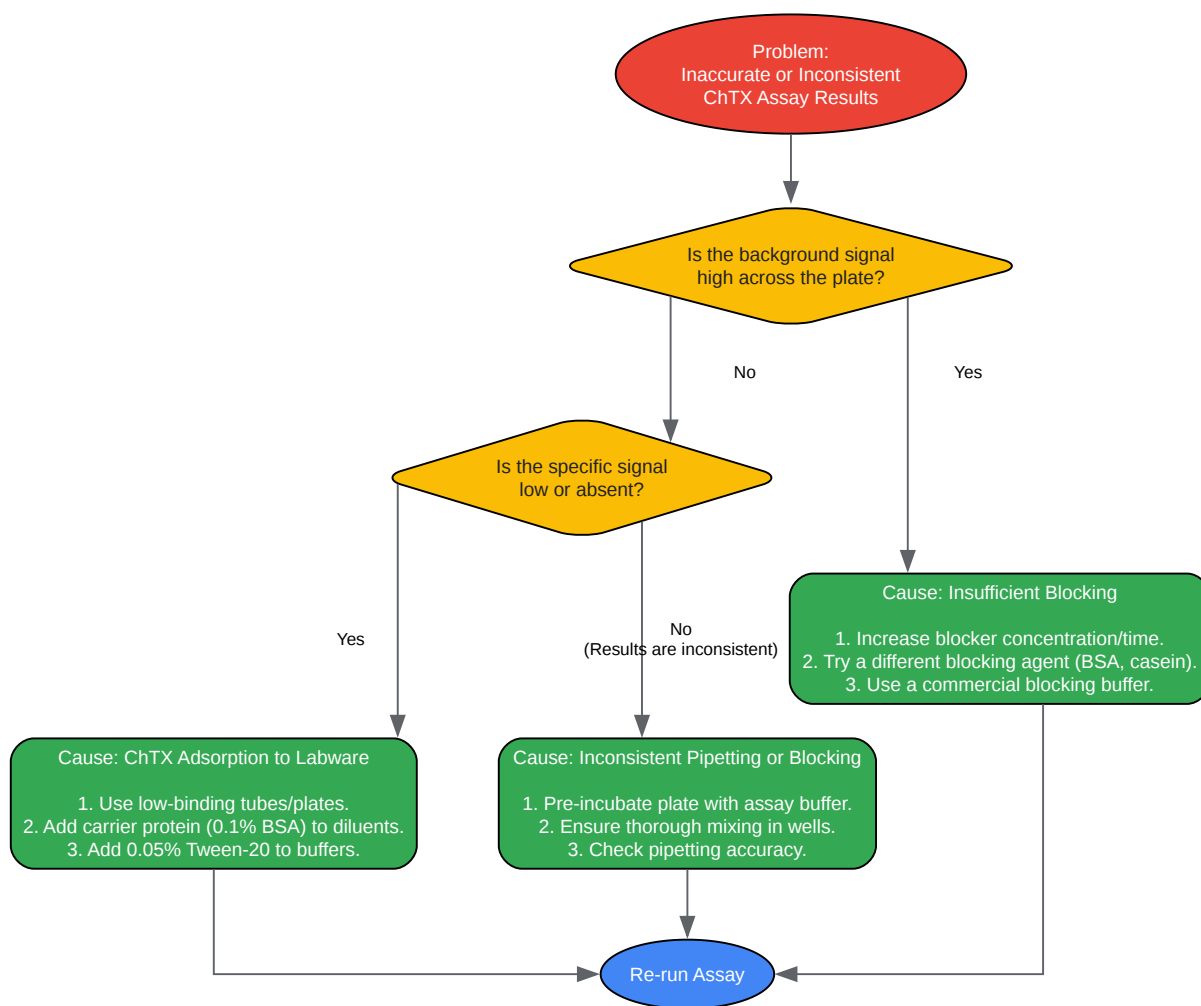 Problem:
Inaccurate or Inconsistent
ChTX Assay Results
Is the background signal
high across the plate?
No
Yes
Is the specific signal
low or absent?
Yes
No
(Results are inconsistent)
Cause: Insufficient Blocking
1. Increase blocker concentration/time.
2. Try a different blocking agent (BSA, casein).
3. Use a commercial blocking buffer.
Cause: ChTX Adsorption to Labware
1. Use low-binding tubes/plates.
2. Add carrier protein (0.1% BSA) to diluents.
3. Add 0.05% Tween-20 to buffers.
Cause: Inconsistent Pipetting or Blocking
1. Pre-incubate plate with assay buffer.
2. Ensure thorough mixing in wells.
3. Check pipetting accuracy.
Re-run Assay